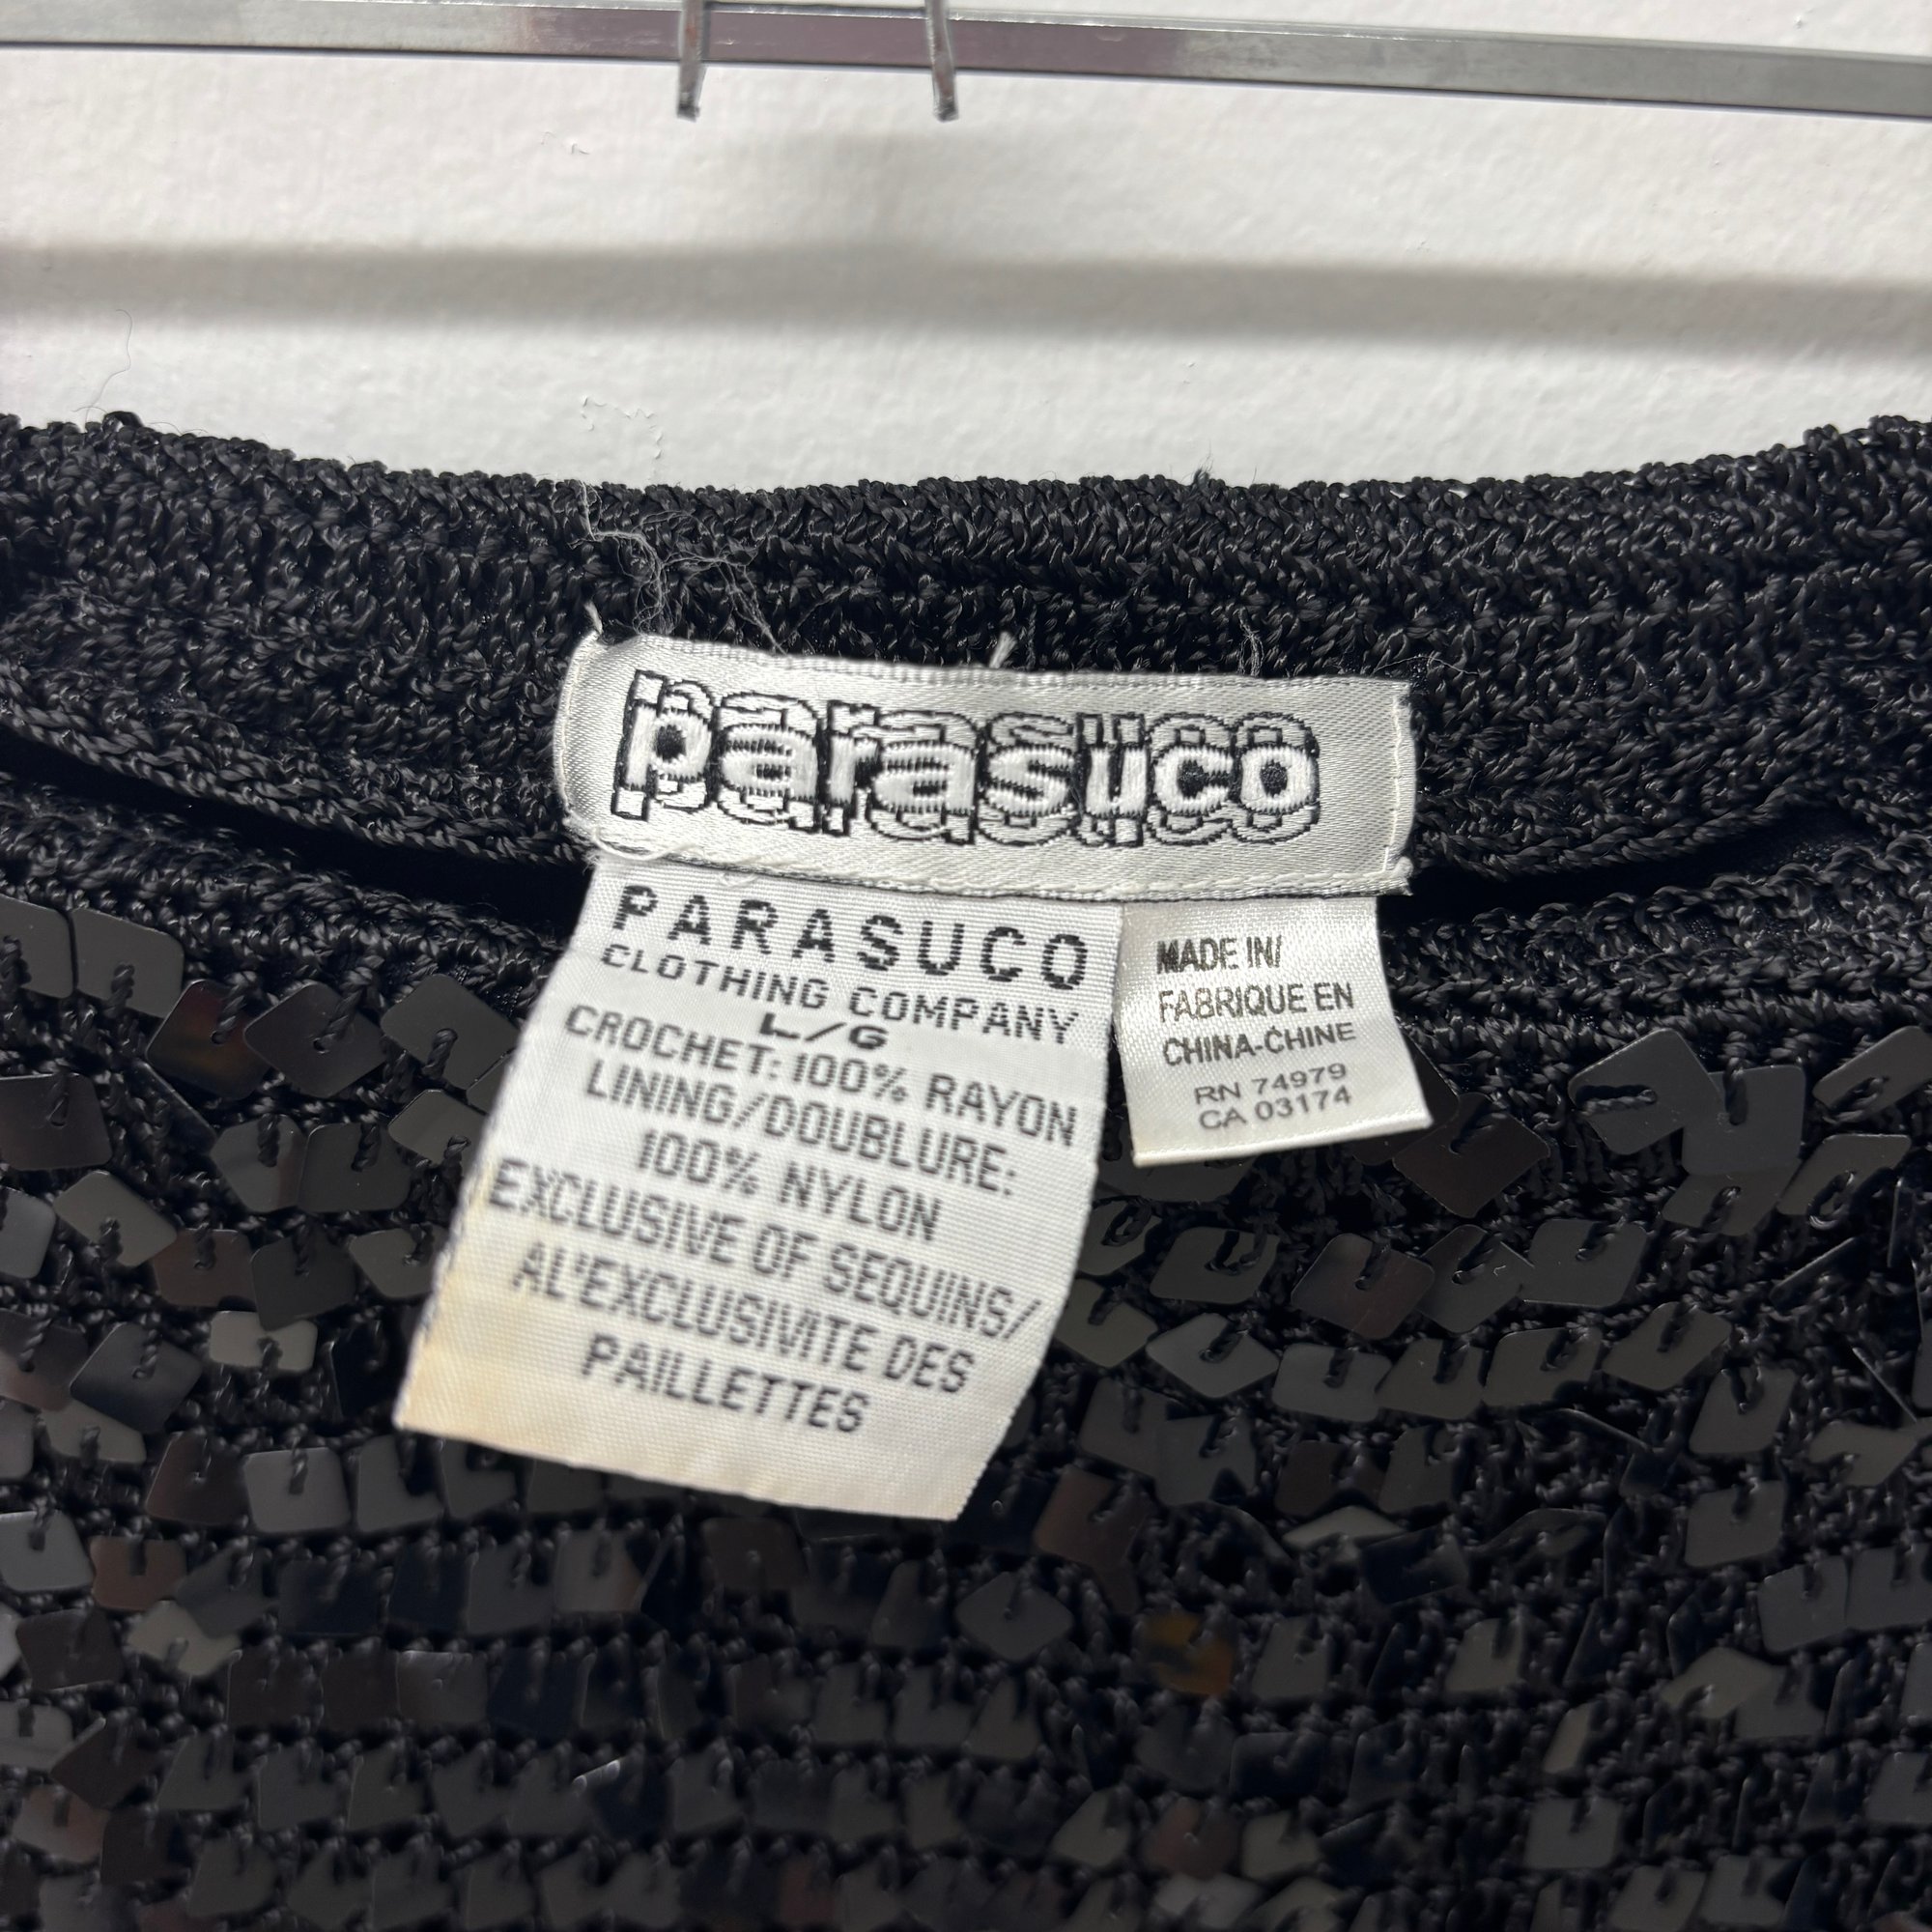 parasuco
PARASUCO
CLOTHING COMPANY
L/G
CROCHET: 100% RAYON
LINING/DOUBLURE:
100% NYLON
EXCLUSIVE OF SEQUINS/
AL'EXCLUSIVITE DES
PAILLETTES
MADE IN/
FABRIQUE EN
CHINA-CHINE
RN 74979
CA 03174